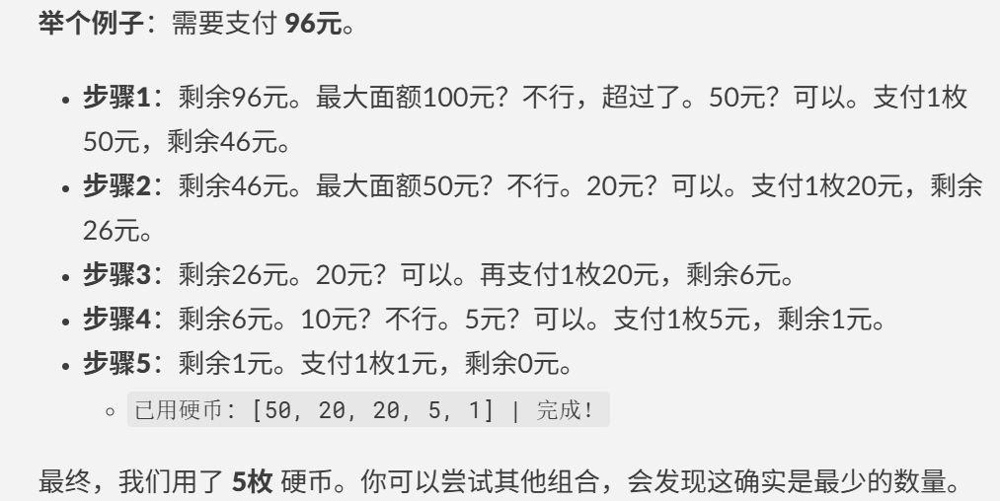 举个例子：需要支付 96元。
步骤1：剩余96元。最大面额100元？不行，超过了。50元？可以。支付1枚
50元，剩余46元。
步骤2：剩余46元。最大面额50元？不行。20元？可以。支付1枚20元，剩余
26元。
步骤3：剩余26元。20元？可以。再支付1枚20元，剩余6元。
步骤4：剩余6元。10元？不行。5元？可以。支付1枚5元，剩余1元。
步骤5：剩余1元。支付1枚1元，剩余0元。
已用硬币: [50, 20, 20, 5, 1] | 完成!
最终，我们用了 5枚 硬币。你可以尝试其他组合，会发现这确实是最少的数量。